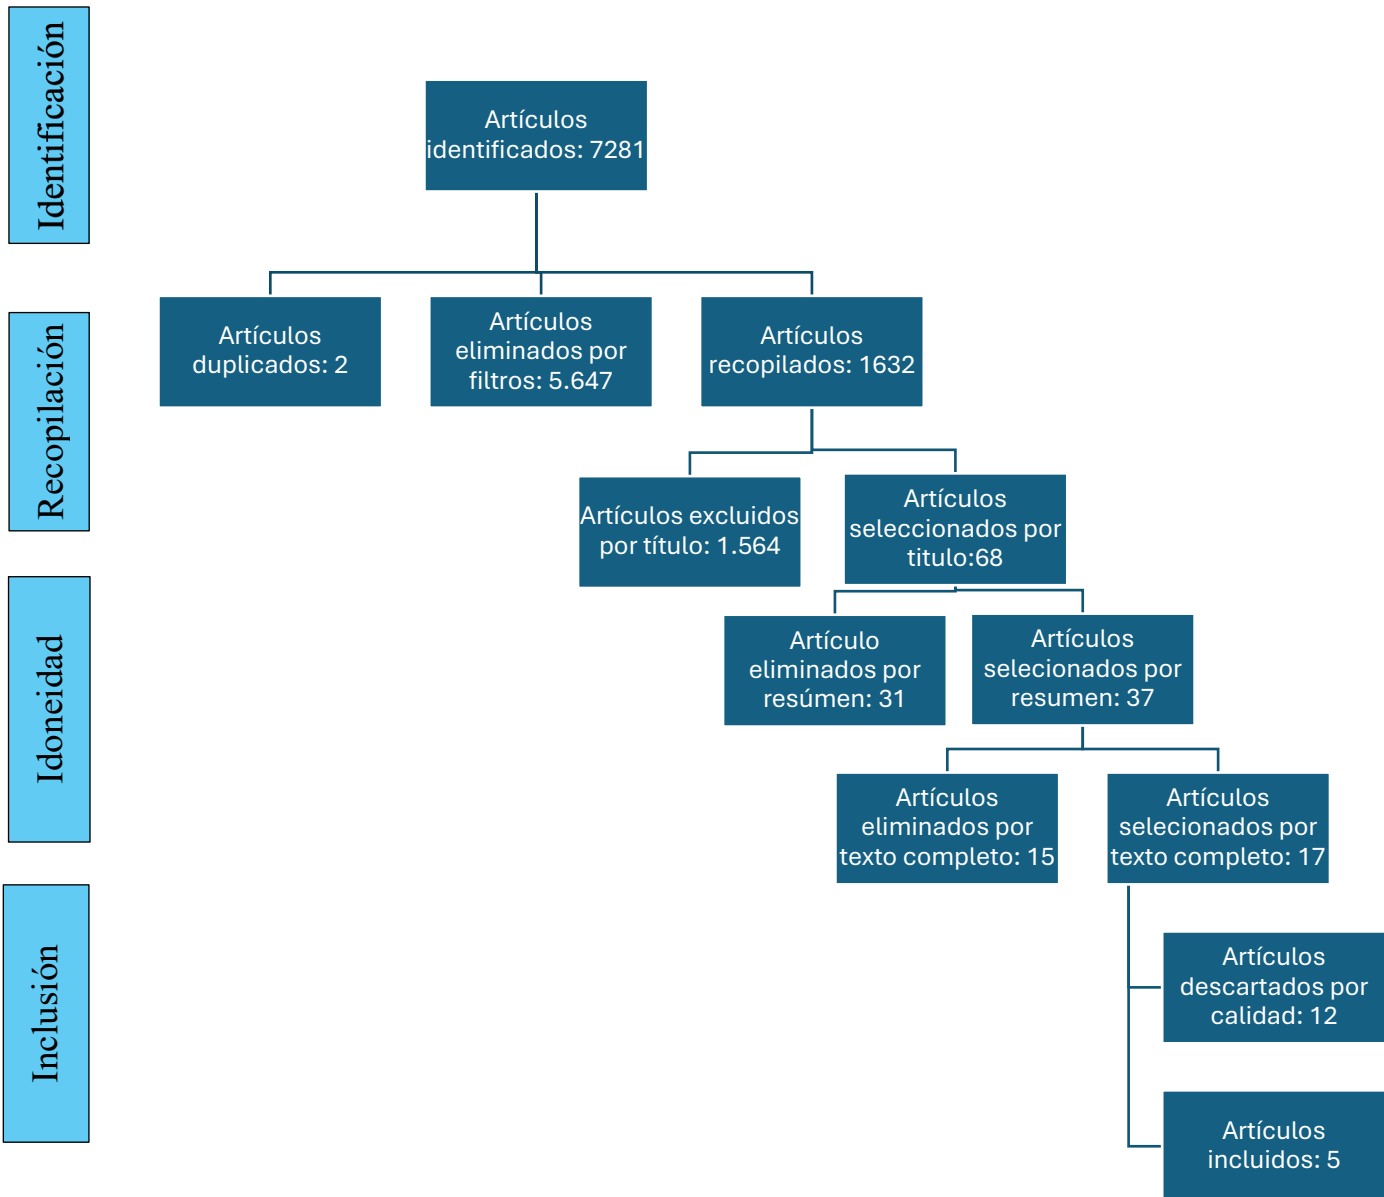 Identificación
Artículos
identificados: 7281
Recopilación
Artículos
duplicados: 2
Artículos
eliminados por
filtros: 5.647
Artículos
recopilados: 1632
Artículos excluidos
por título: 1.564
Artículos
seleccionados por
titulo:68
Idoneidad
Artículo
eliminados por
resúmen: 31
Artículos
selecionados por
resumen: 37
Artículos
eliminados por
texto completo: 15
Artículos
selecionados por
texto completo: 17
Inclusión
Artículos
descartados por
calidad: 12
Artículos
incluidos: 5